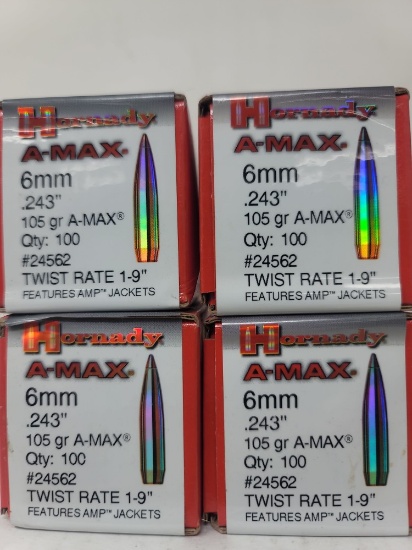 Hornady
A-MAX®
6mm
.243"
105 gr A-MAX®
Qty: 100
#24562
TWIST RATE 1-9"
FEATURES AMP™ JACKETS
Hornady
A-MAX®
6mm
.243"
105 gr A-MAX®
Qty: 100
#24562
TWIST RATE 1-9"
FEATURES AMP™ JACKETS
Hornady
A-MAX®
6mm
.243"
105 gr A-MAX®
Qty: 100
#24562
TWIST RATE 1-9"
FEATURES AMP™ JACKETS
Hornady
A-MAX®
6mm
.243"
105 gr A-MAX®
Qty: 100
#24562
TWIST RATE 1-9"
FEATURES AMP™ JACKETS